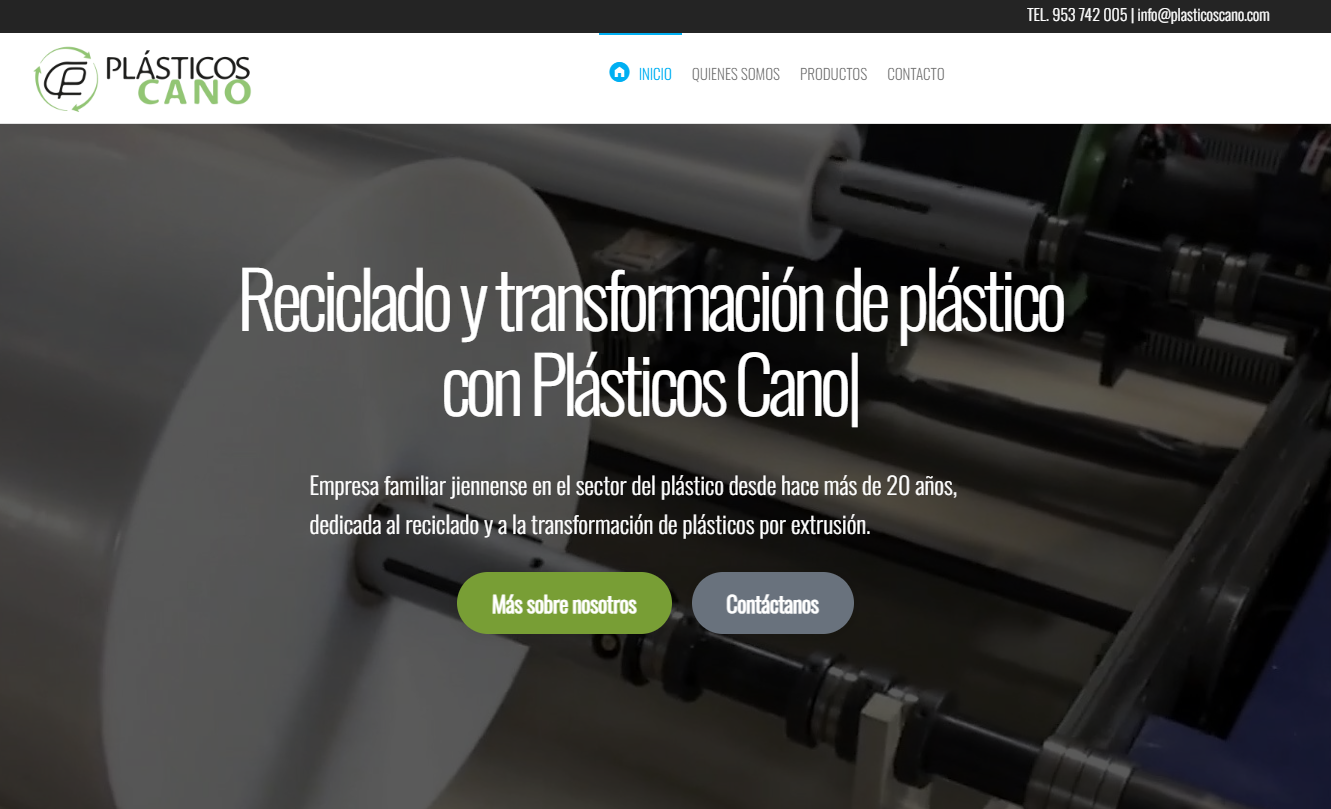 TEL. 953 742 005 | info@plasticoscano.com
PLÁSTICOS
CANO
INICIO QUIENES SOMOS PRODUCTOS CONTACTO
Reciclado y transformación de plástico
con Plásticos Cano|
Empresa familiar jiennense en el sector del plástico desde hace más de 20 años,
dedicada al reciclado y a la transformación de plásticos por extrusión.
Más sobre nosotros Contáctanos